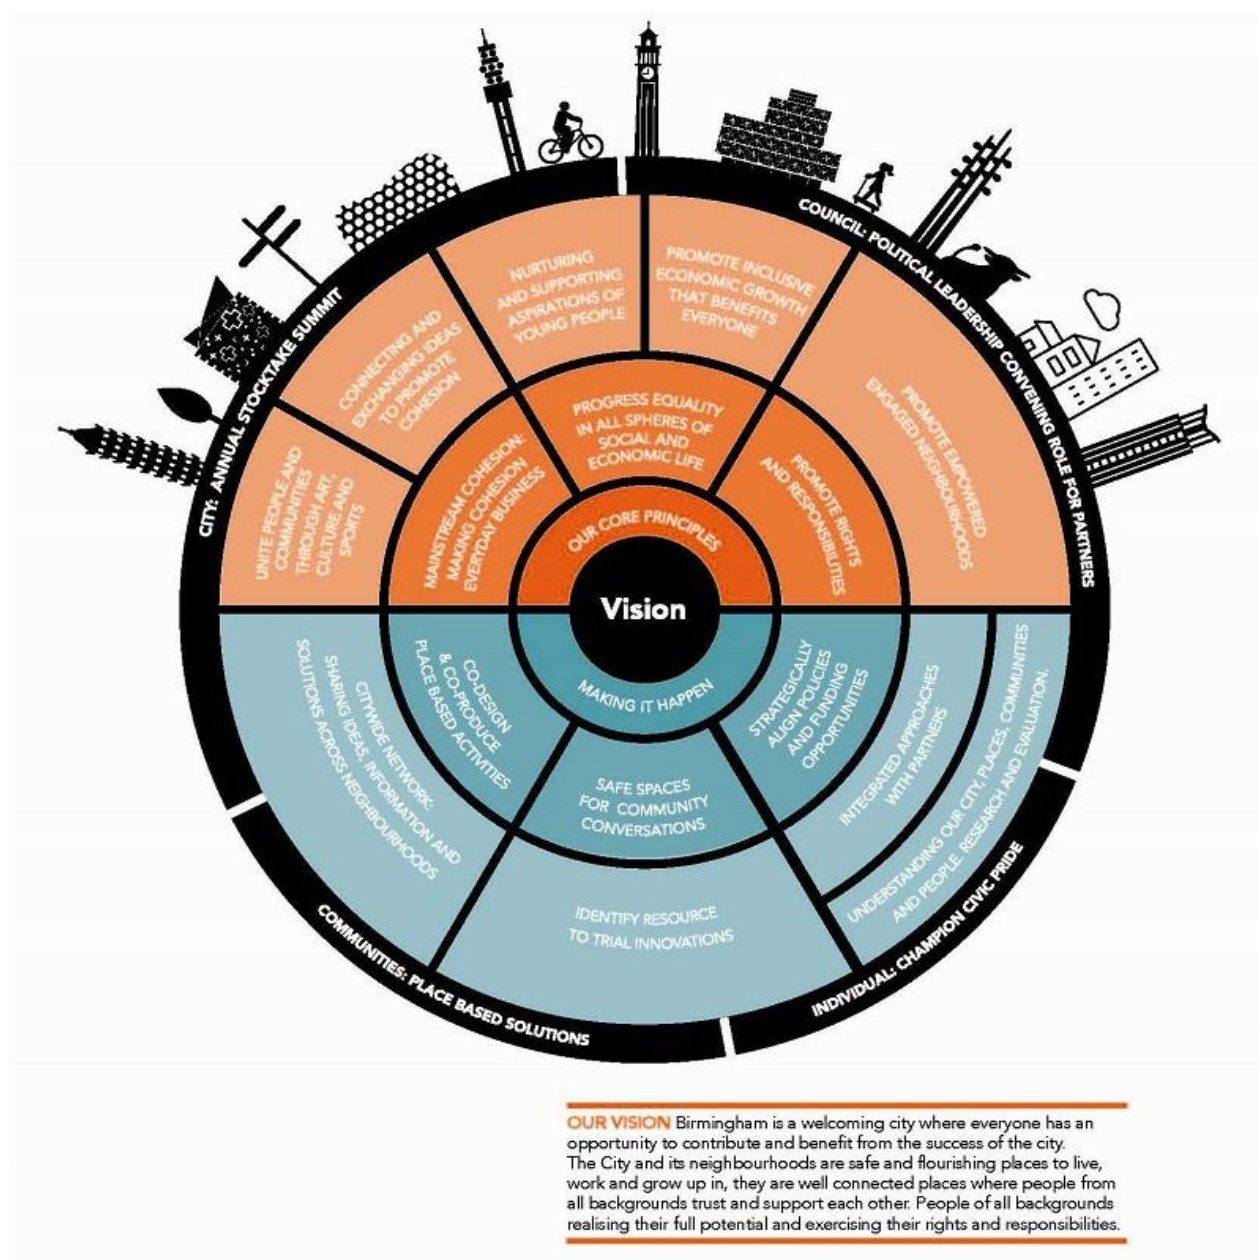 COUNCIL: POLITICAL LEADERSHIP CONVENING ROLE FOR PARTNERS
CITY: ANNUAL STOCKTAKE SUMMIT
NURTURING
AND SUPPORTING
ASPIRATIONS OF
YOUNG PEOPLE
PROMOTE INCLUSIVE
ECONOMIC GROWTH
THAT BENEFITS
EVERYONE
CONNECTING AND
EXCHANGING IDEAS
TO PROMOTE
COHESION
PROMOTE EMPOWERED
ENGAGED NEIGHBOURHOODS
UNITE PEOPLE AND
COMMUNITIES
THROUGH ART,
CULTURE AND
SPORTS
MAINSTREAM COHESION:
MAKING COHESION
EVERYDAY BUSINESS
PROGRESS EQUALITY
IN ALL SPHERES OF
SOCIAL AND
ECONOMIC LIFE
PROMOTE RIGHTS
AND RESPONSIBILITIES
OUR CORE PRINCIPLES
Vision
MAKING IT HAPPEN
CO-DESIGN
& CO-PRODUCE
PLACE BASED ACTIVITIES
SAFE SPACES
FOR COMMUNITY
CONVERSATIONS
STRATEGICALLY
ALIGN POLICIES
AND FUNDING
OPPORTUNITIES
CITYWIDE NETWORK:
SHARING IDEAS, INFORMATION AND
SOLUTIONS ACROSS NEIGHBOURHOODS
IDENTIFY RESOURCE
TO TRIAL INNOVATIONS
INTEGRATED APPROACHES
WITH PARTNERS
UNDERSTANDING OUR CITY, PLACES, COMMUNITIES
AND PEOPLE. RESEARCH AND EVALUATION.
COMMUNITIES: PLACE BASED SOLUTIONS
INDIVIDUAL: CHAMPION CIVIC PRIDE
OUR VISION Birmingham is a welcoming city where everyone has an
opportunity to contribute and benefit from the success of the city.
The City and its neighbourhoods are safe and flourishing places to live,
work and grow up in, they are well connected places where people from
all backgrounds trust and support each other. People of all backgrounds
realising their full potential and exercising their rights and responsibilities.